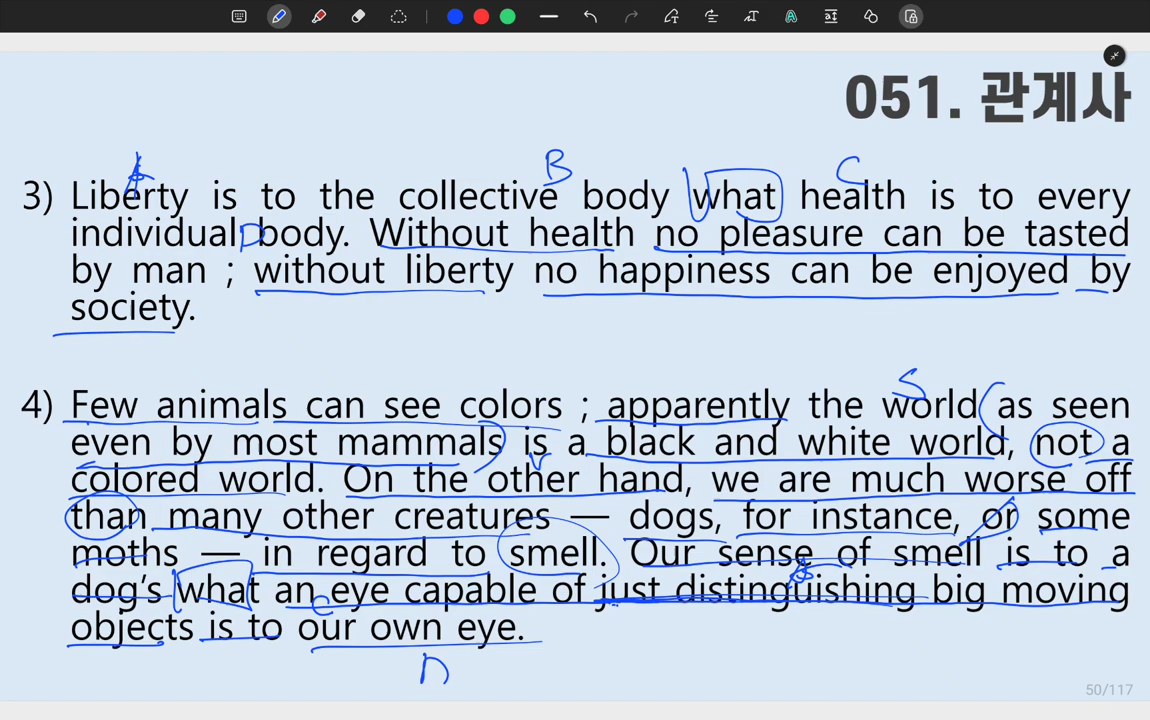 051. 관계사
A B C
3) Liberty is to the collective body what health is to every
D
individual body. Without health no pleasure can be tasted
by man ; without liberty no happiness can be enjoyed by
society.
S
4) Few animals can see colors ; apparently the world as seen
even by most mammals is a black and white world, not a
V
colored world. On the other hand, we are much worse off
than many other creatures — dogs, for instance, or some
moths — in regard to smell. Our sense of smell is to a
dog's what an eye capable of just distinguishing big moving
C
objects is to our own eye.
D
50/117